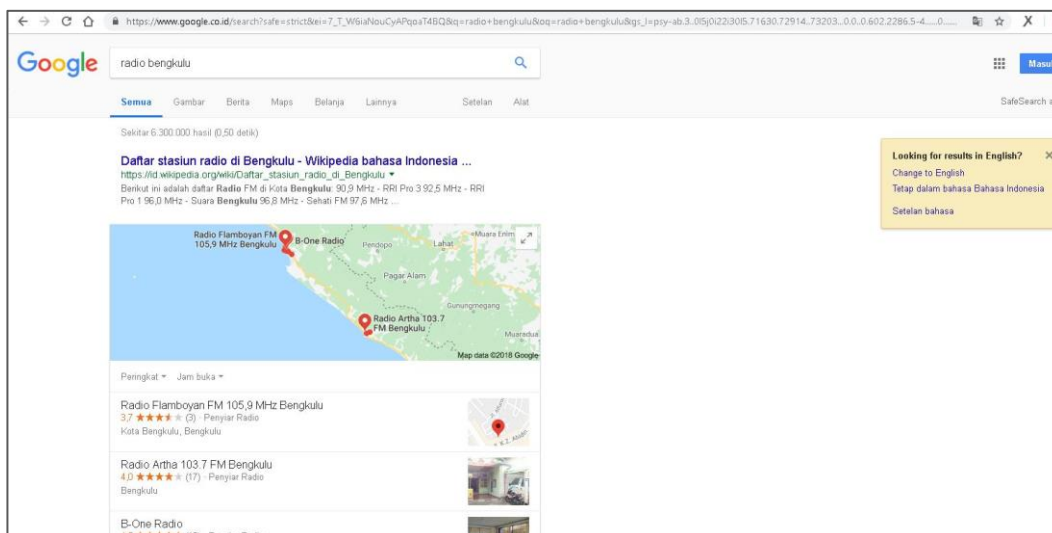 https://www.google.co.id/search?safe=strict&ei=7_T_W6iaNouCyAPqoaT4BQ&q=radio+bengkulu&oq=radio+bengkulu&gs_l=psy-ab.3..0i5j0i22i30l5.71630.72914..73203...0.0..0.602.2286.5-4......0......
Google
radio bengkulu
Semua Gambar Berita Maps Belanja Lainnya Setelan Alat
SafeSearch
Sekitar 6.300.000 hasil (0,50 detik)
Daftar stasiun radio di Bengkulu - Wikipedia bahasa Indonesia ...
https://id.wikipedia.org/wiki/Daftar_stasiun_radio_di_Bengkulu
Berikut ini adalah daftar Radio FM di Kota Bengkulu: 90,9 MHz - RRI Pro 3 92,5 MHz - RRI
Pro 1 96,0 MHz - Suara Bengkulu 96,8 MHz - Sehati FM 97,6 MHz ...
Looking for results in English?
Change to English
Tetap dalam bahasa Bahasa Indonesia
Setelan bahasa
Radio Flamboyan FM
105,9 MHz Bengkulu
B-One Radio
Pendopo
Lahat
Muara Enim
Pagar Alam
Gunungmegang
Radio Artha 103.7
FM Bengkulu
Muaradua
Map data ©2018 Google
Peringkat Jam buka
Radio Flamboyan FM 105,9 MHz Bengkulu
3,7 (3) · Penyiar Radio
Kota Bengkulu, Bengkulu
Radio Artha 103.7 FM Bengkulu
4,0 (17) · Penyiar Radio
Bengkulu
B-One Radio